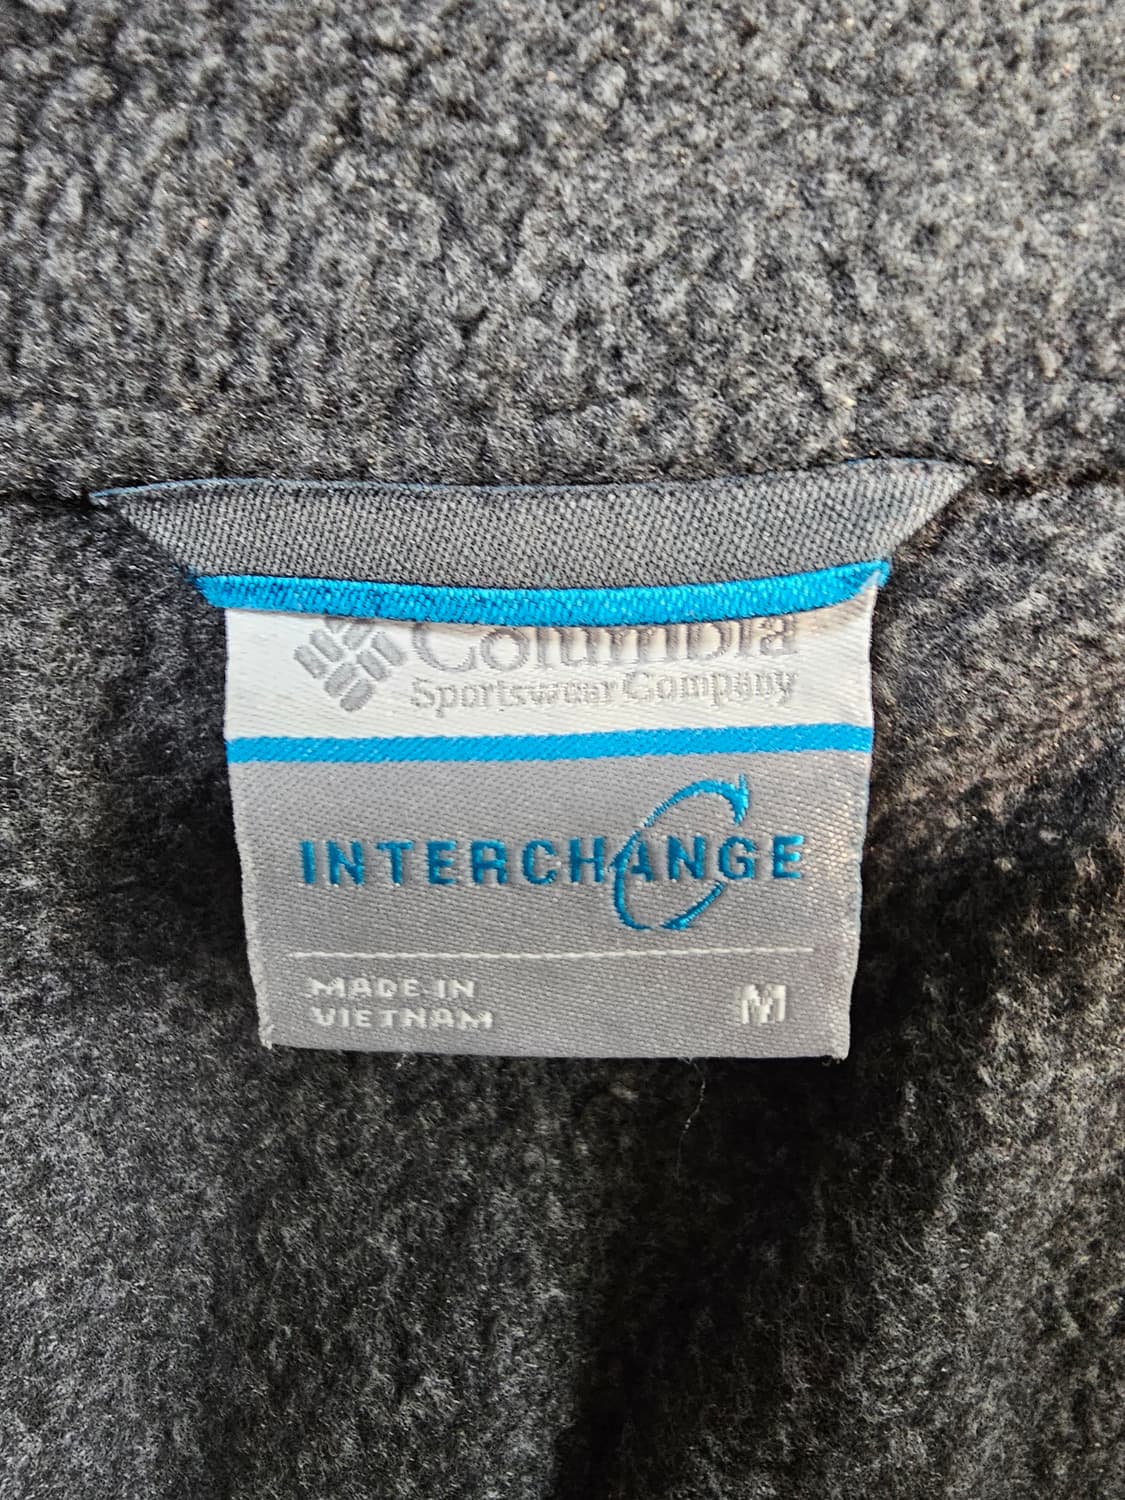 Columbia
Sportswear Company
INTERCHANGE
MADE IN
VIETNAM
M